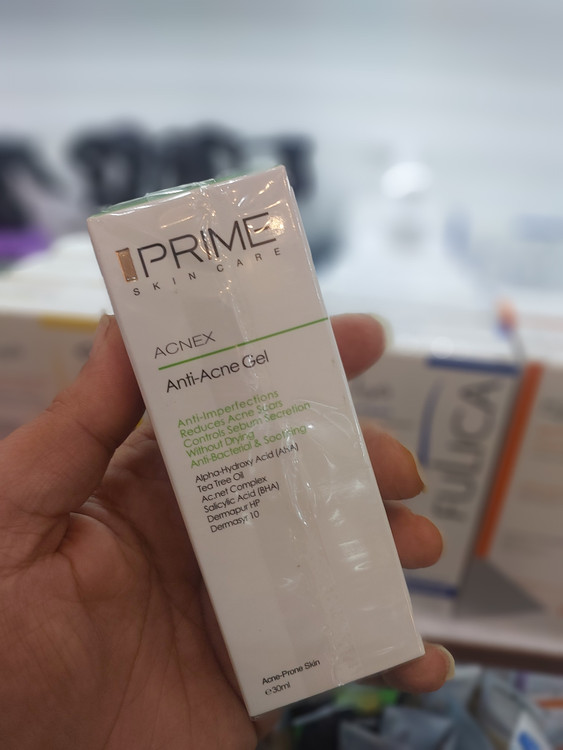 PRIME
SKIN CARE
ACNEX
Anti-Acne Gel
Anti-Imperfections
Reduces Acne Scars
Controls Sebum Secretion
Without Drying
Anti-Bacterial & Soothing
Alpha-Hydroxy Acid (AHA)
Tea Tree Oil
Ac.net Complex
Salicylic Acid (BHA)
Dermapur HP
Dermasyr 10
Acne-Prone Skin
℮30ml